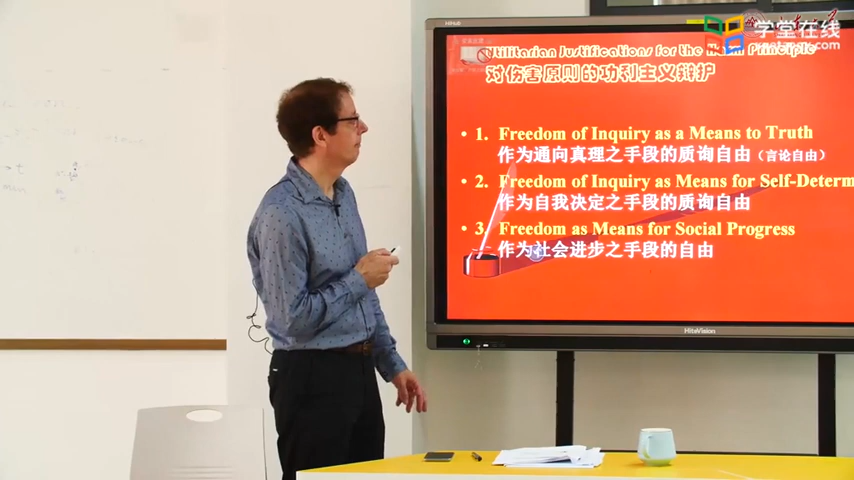 HiHub
学堂在线
Utilitarian Justifications for the Harm Principle
对伤害原则的功利主义辩护
• 1. Freedom of Inquiry as a Means to Truth
作为通向真理之手段的质询自由（言论自由）
• 2. Freedom of Inquiry as Means for Self-Determ
作为自我决定之手段的质询自由
• 3. Freedom as Means for Social Progress
作为社会进步之手段的自由
HiteVision